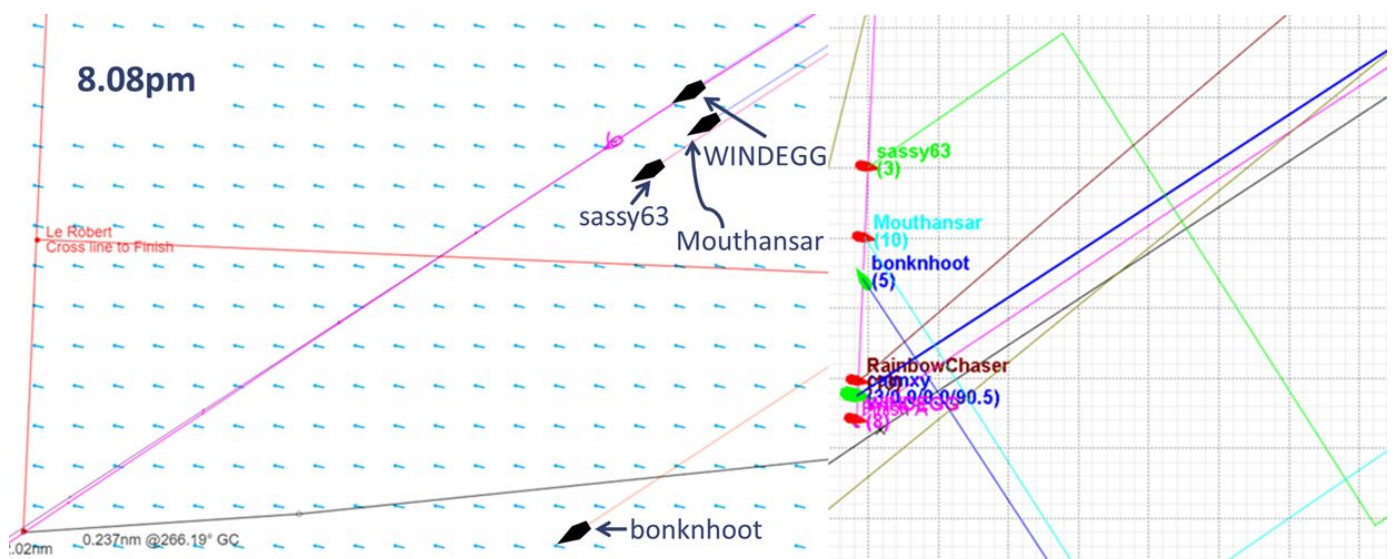 8.08pm
WINDEGG
sassy63
Mouthansar
Le Robert
Cross line to Finish
bonknhoot
0.237nm @266.19° GC
.02nm
sassy63
(3)
Mouthansar
(10)
bonknhoot
(5)
RainbowChaser
(8)